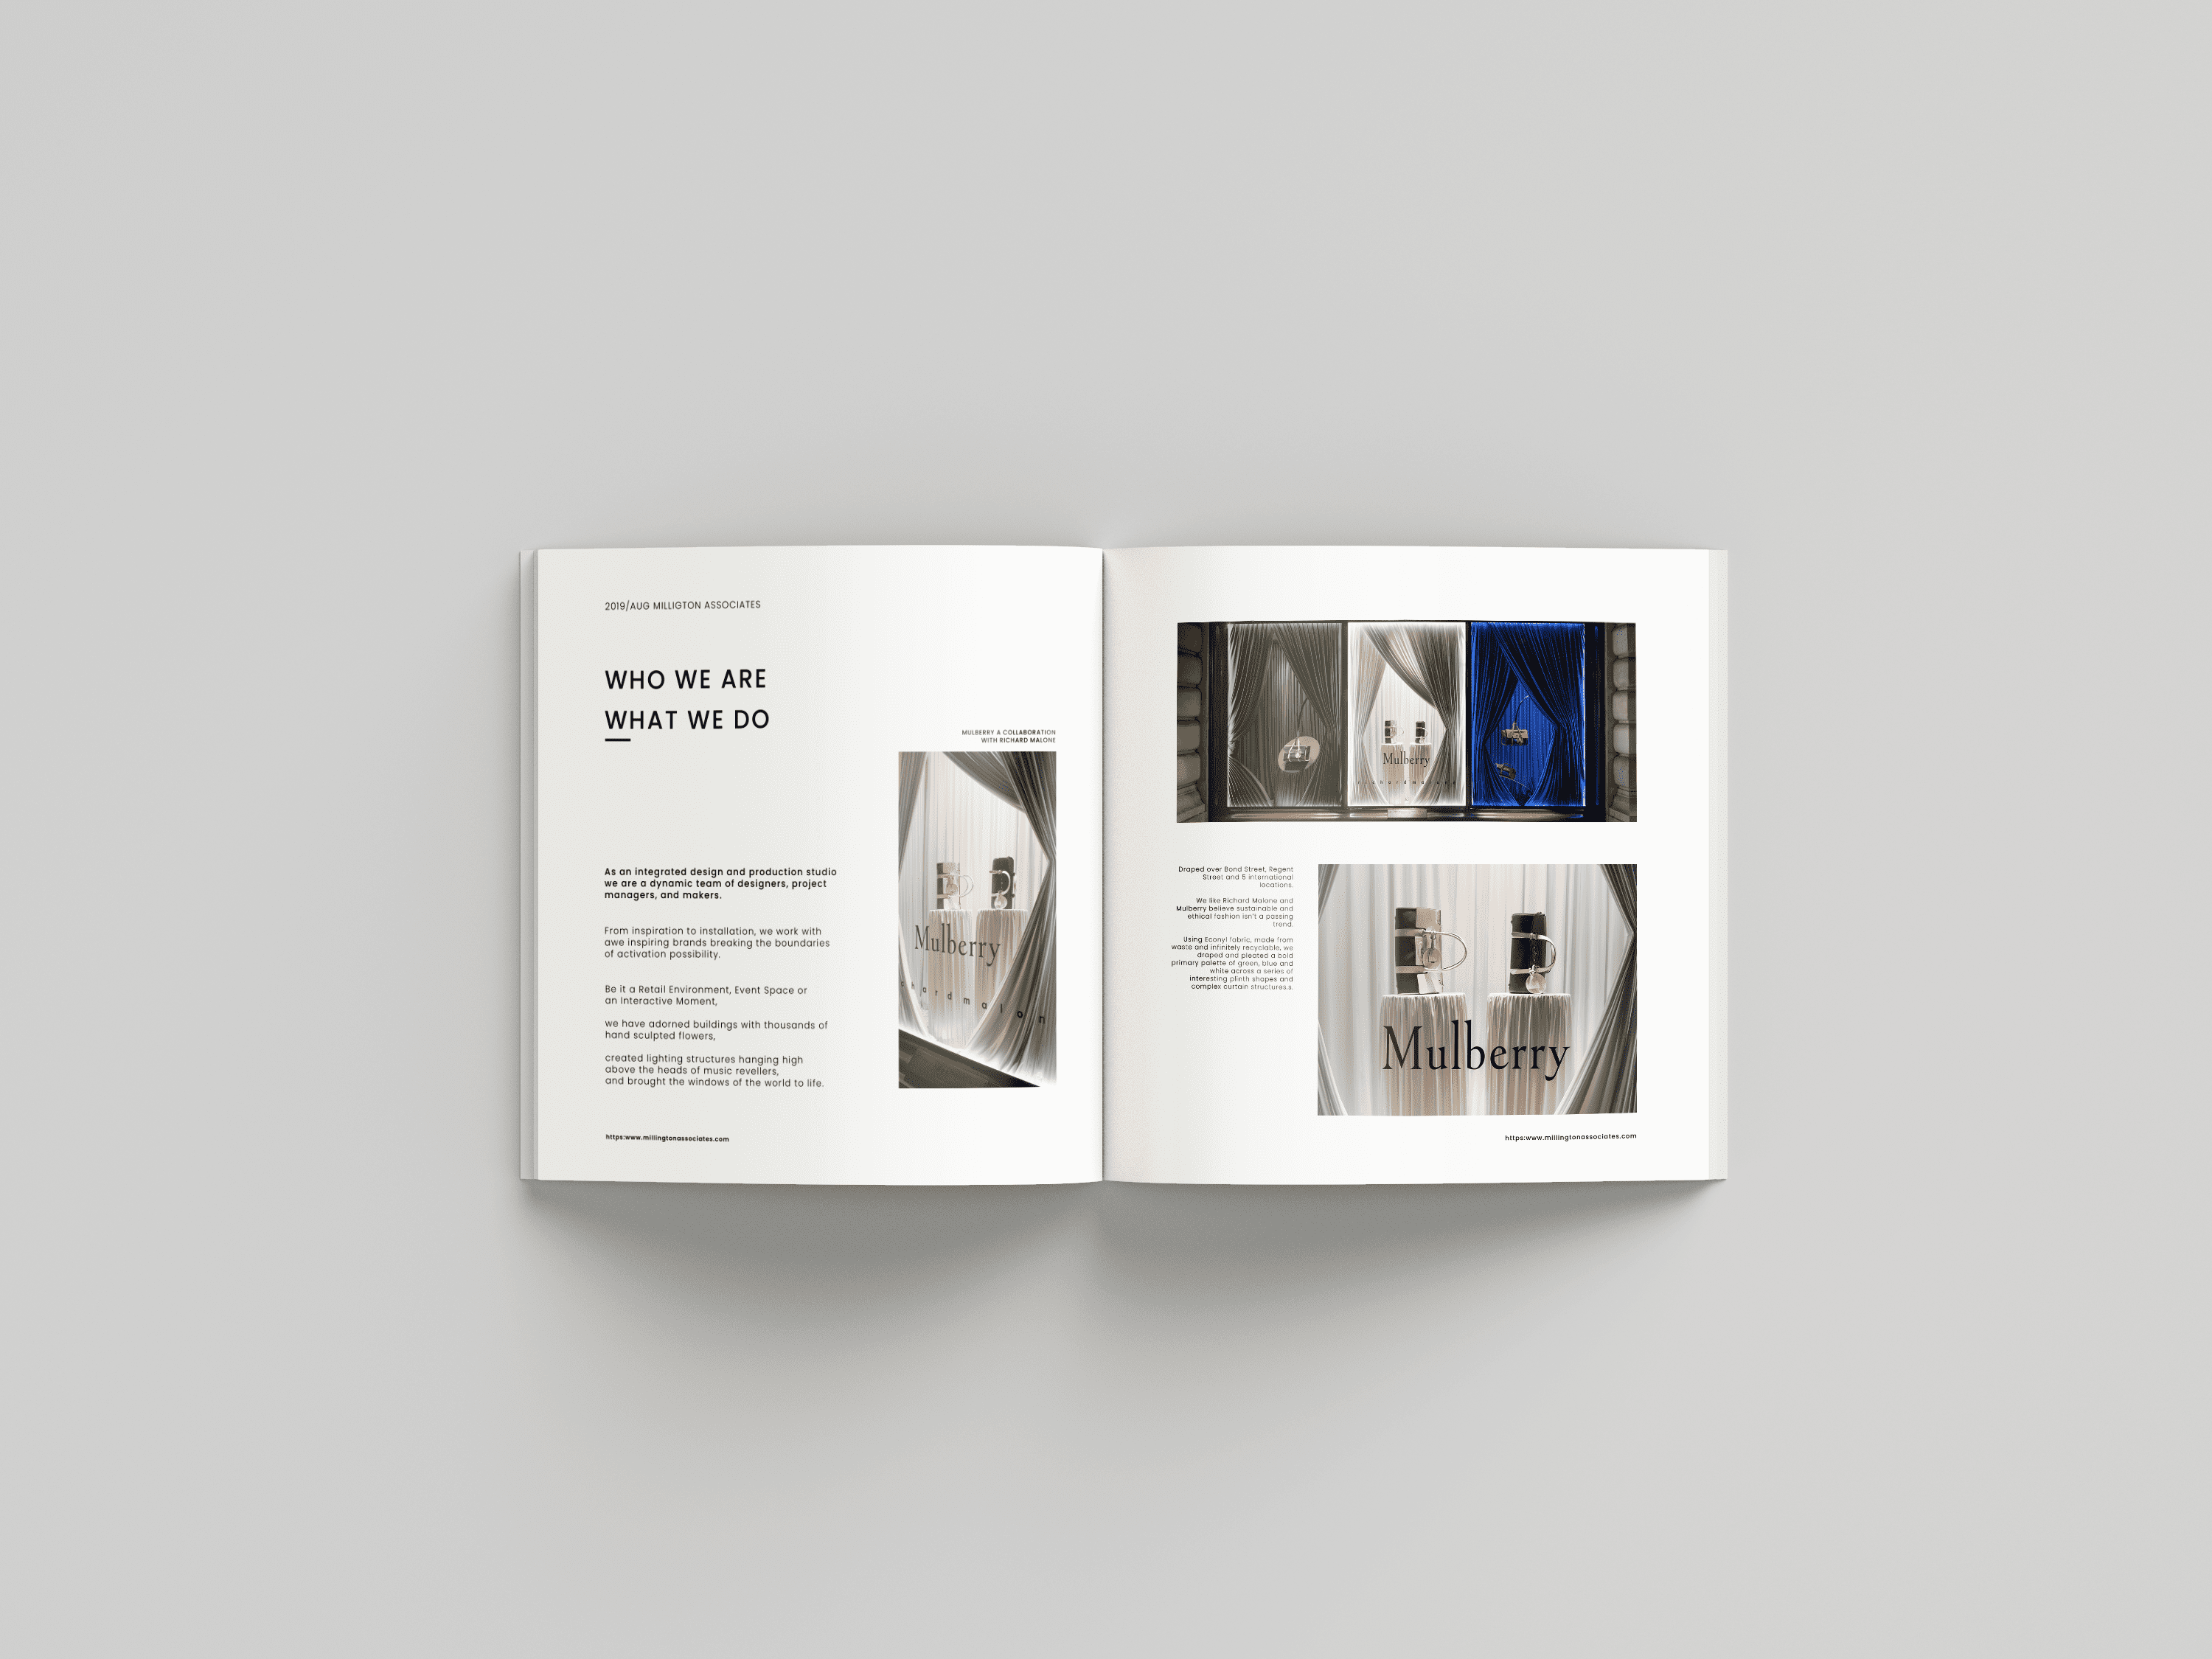 2019/AUG MILLIGTON ASSOCIATES
WHO WE ARE
WHAT WE DO
As an integrated design and production studio
we are a dynamic team of designers, project
managers, and makers.
From inspiration to installation, we work with
awe inspiring brands breaking the boundaries
of activation possibility.
Be it a Retail Environment, Event Space or
an Interactive Moment,
we have adorned buildings with thousands of
hand sculpted flowers,
created lighting structures hanging high
above the heads of music revellers,
and brought the windows of the world to life.
https:www.millingtonassociates.com
MULBERRY A COLLABORATION
WITH RICHARD MALONE
Mulberry
h a r d m a l o n
Mulberry
richardmalone
Draped over Bond Street, Regent
Street and 5 international
locations.
We like Richard Malone and
Mulberry believe sustainable and
ethical fashion isn't a passing
trend.
Using Econyl fabric, made from
waste and infinitely recyclable, we
draped and pleated a bold
primary palette of green, blue and
white across a series of
interesting plinth shapes and
complex curtain structures.s.
Mulberry
https:www.millingtonassociates.com